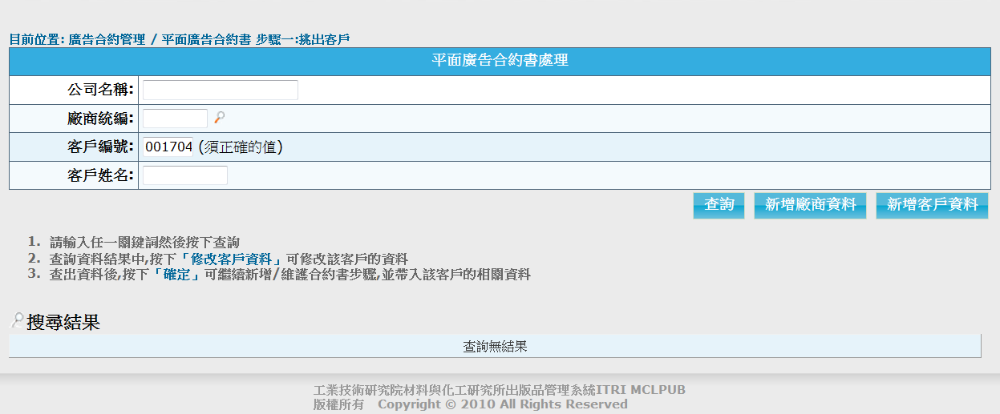 目前位置: 廣告合約管理 / 平面廣告合約書 步驟一:挑出客戶
平面廣告合約書處理
公司名稱:
廠商統編:
客戶編號: 001704 (須正確的值)
客戶姓名:
查詢 新增廠商資料 新增客戶資料
1. 請輸入任一關鍵詞然後按下查詢
2. 查詢資料結果中,按下「修改客戶資料」可修改該客戶的資料
3. 查出資料後,按下「確定」可繼續新增/維護合約書步驟,並帶入該客戶的相關資料
搜尋結果
查詢無結果
工業技術研究院材料與化工研究所出版品管理系統ITRI MCLPUB
版權所有 Copyright © 2010 All Rights Reserved